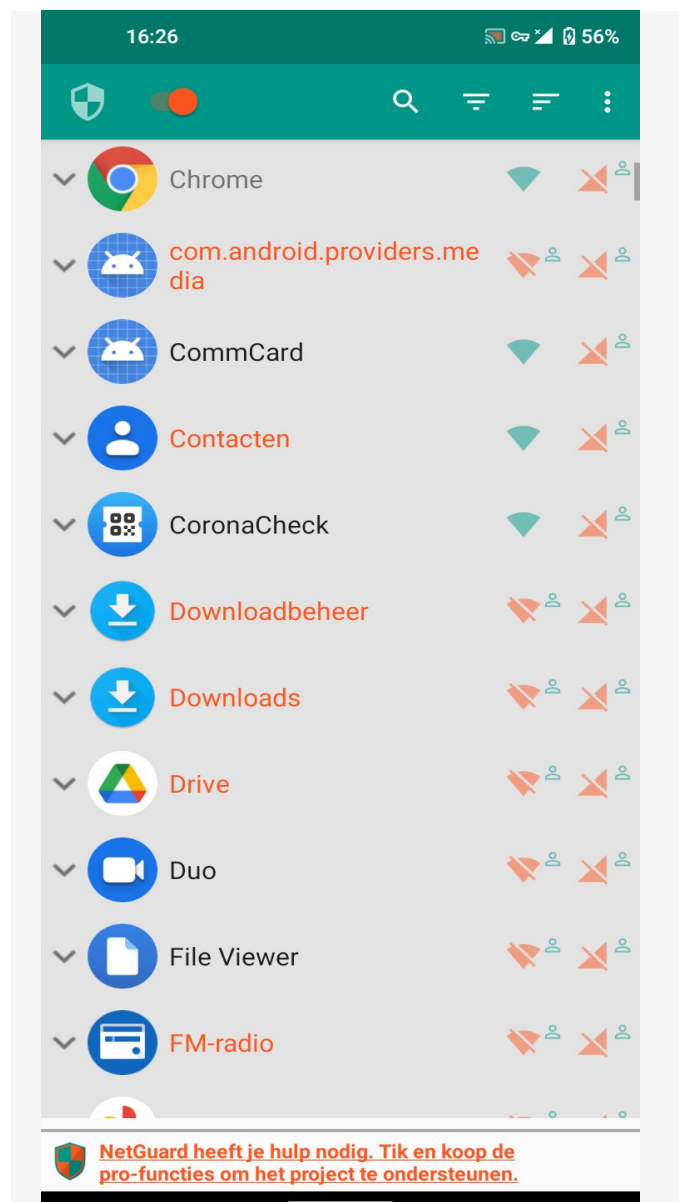 16:26
56%
Chrome
com.android.providers.me
dia
CommCard
Contacten
CoronaCheck
Downloadbeheer
Downloads
Drive
Duo
File Viewer
FM-radio
NetGuard heeft je hulp nodig. Tik en koop de
pro-functies om het project te ondersteunen.